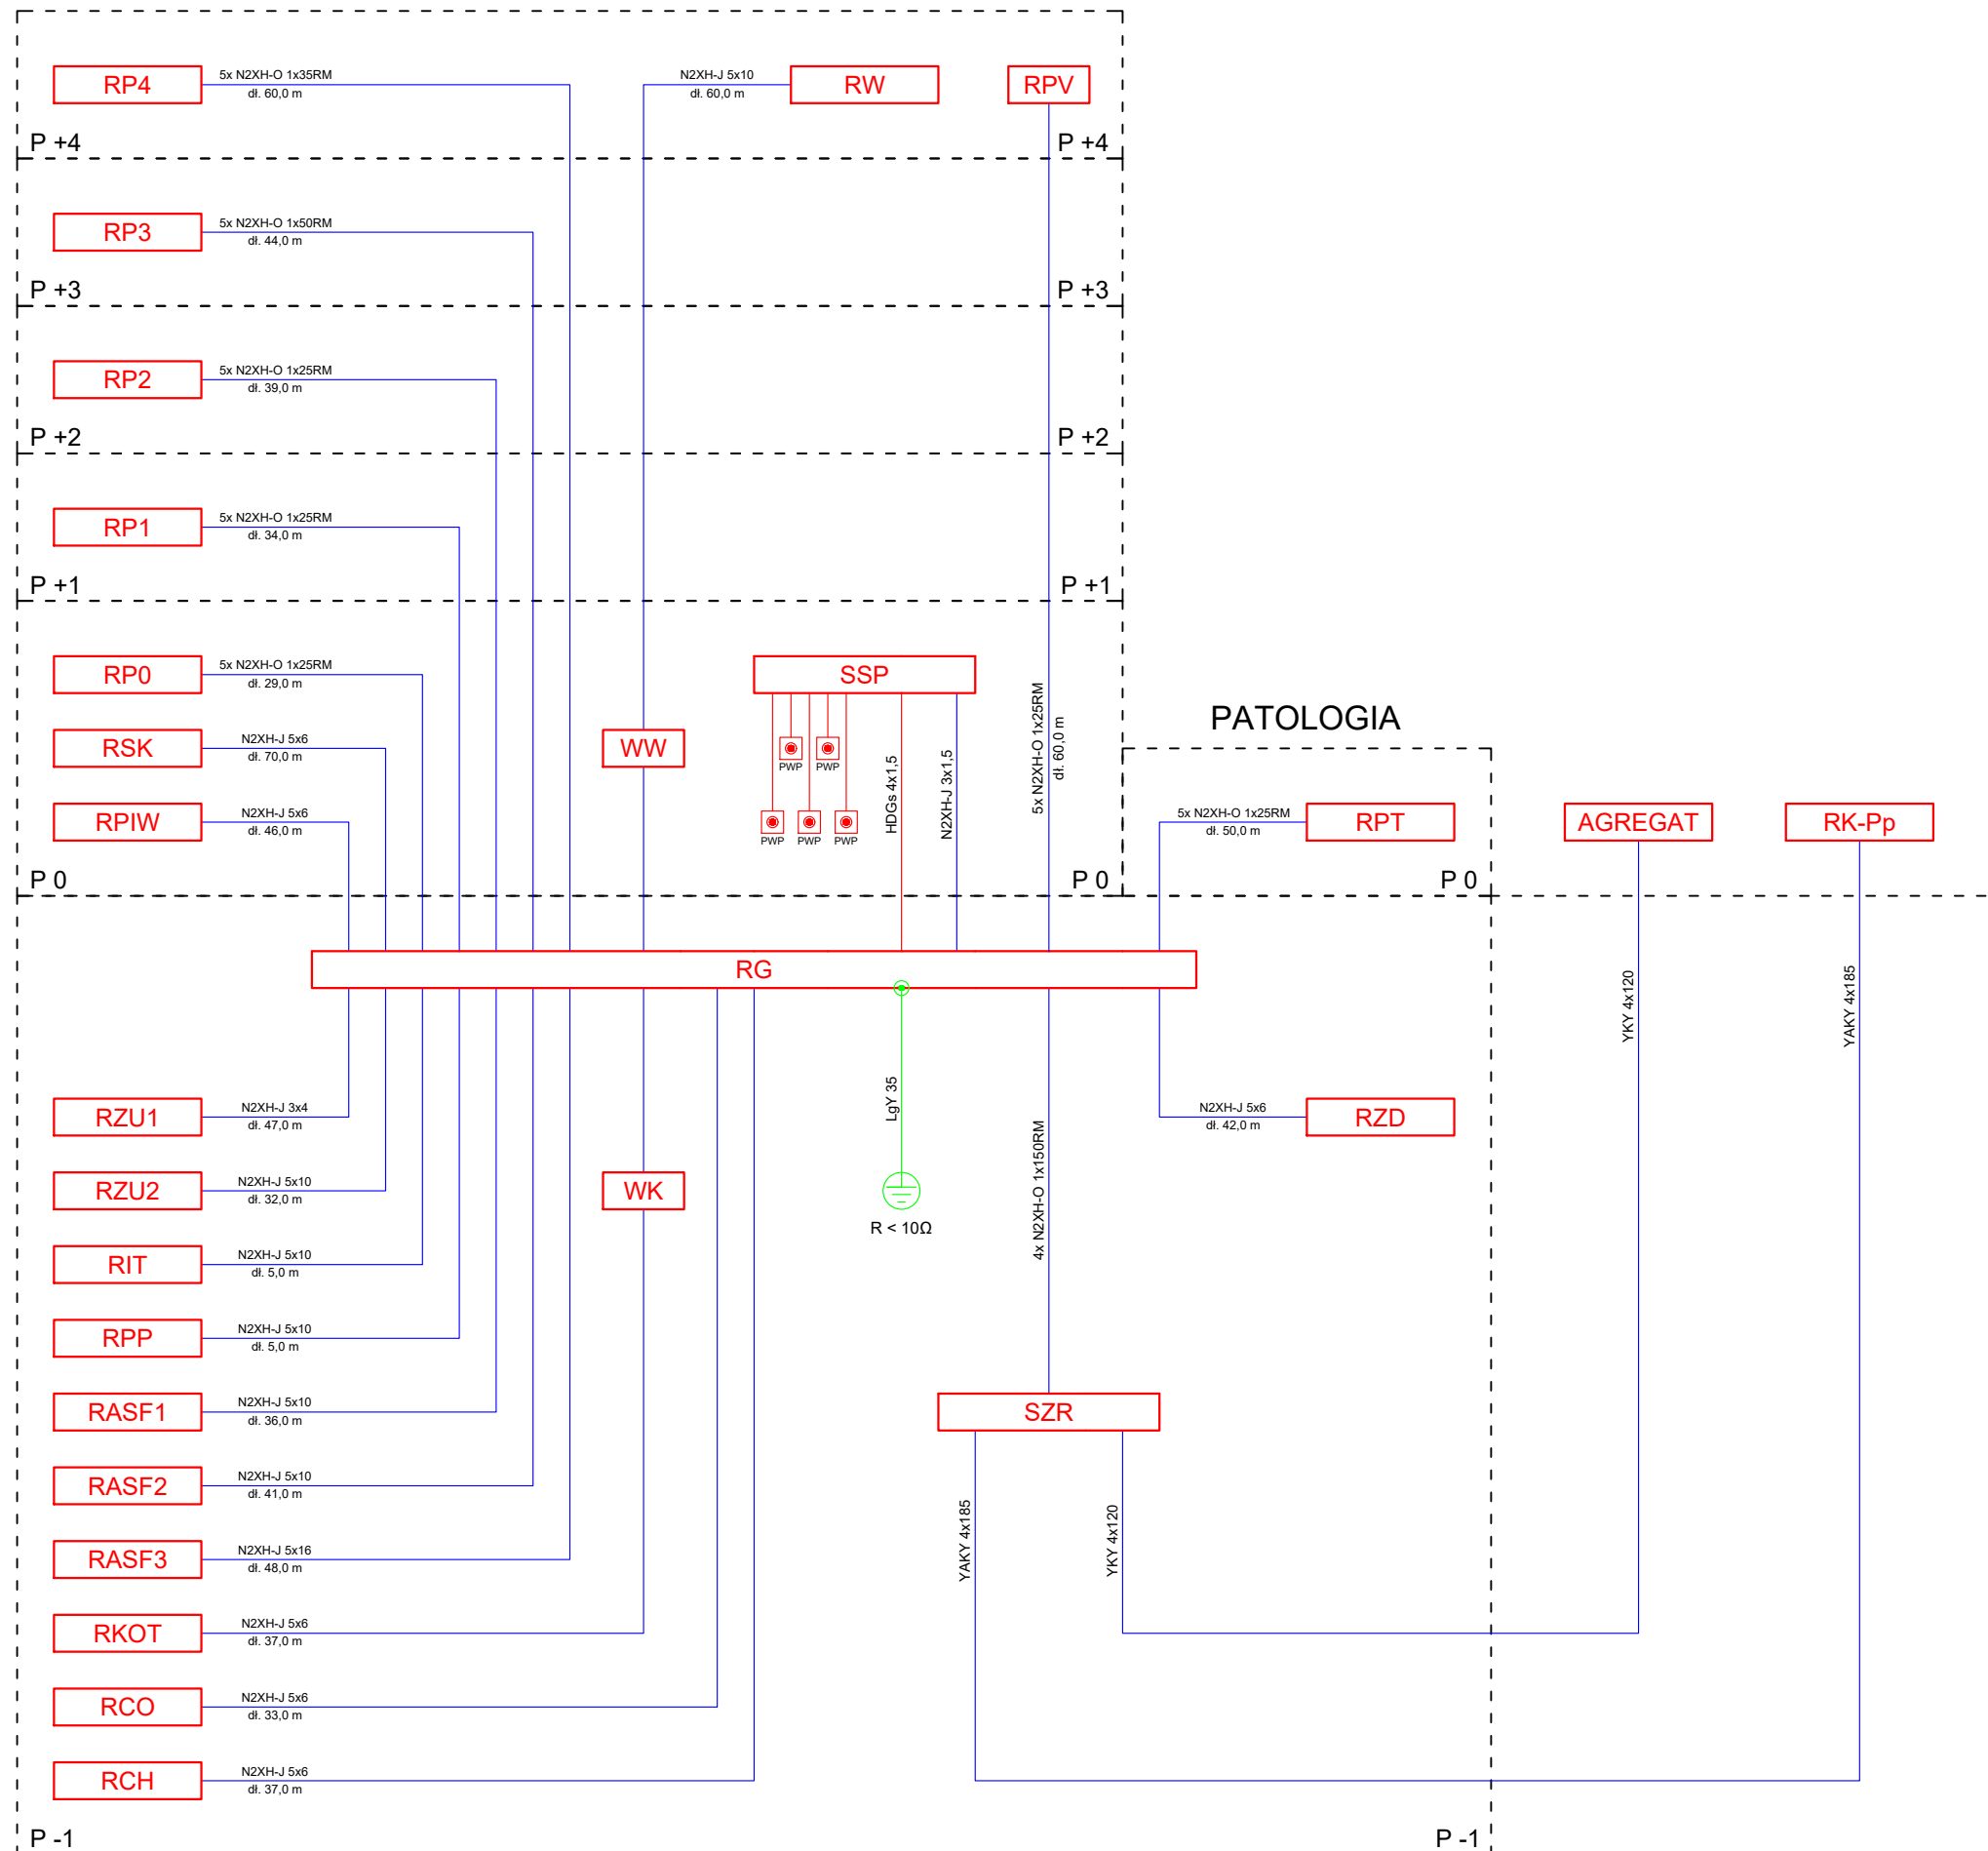 RP4
5x N2XH-O 1x35RM
dł. 60,0 m
N2XH-J 5x10
dł. 60,0 m
RW
RPV
P +4
P +4
RP3
5x N2XH-O 1x50RM
dł. 44,0 m
P +3
P +3
RP2
5x N2XH-O 1x25RM
dł. 39,0 m
P +2
P +2
RP1
5x N2XH-O 1x25RM
dł. 34,0 m
P +1
P +1
RP0
5x N2XH-O 1x25RM
dł. 29,0 m
SSP
5x N2XH-O 1x25RM
dł. 60,0 m
PATOLOGIA
RSK
N2XH-J 5x6
dł. 70,0 m
WW
PWP
PWP
HDGs 4x1,5
N2XH-J 3x1,5
RPIW
N2XH-J 5x6
dł. 46,0 m
PWP
PWP
PWP
5x N2XH-O 1x25RM
dł. 50,0 m
RPT
AGREGAT
RK-Pp
P 0
P 0
P 0
RG
YKY 4x120
YAKY 4x185
RZU1
N2XH-J 3x4
dł. 47,0 m
LgY 35
N2XH-J 5x6
dł. 42,0 m
RZD
RZU2
N2XH-J 5x10
dł. 32,0 m
WK
R < 10Ω
4x N2XH-O 1x150RM
RIT
N2XH-J 5x10
dł. 5,0 m
RPP
N2XH-J 5x10
dł. 5,0 m
RASF1
N2XH-J 5x10
dł. 36,0 m
SZR
RASF2
N2XH-J 5x10
dł. 41,0 m
YAKY 4x185
YKY 4x120
RASF3
N2XH-J 5x16
dł. 48,0 m
RKOT
N2XH-J 5x6
dł. 37,0 m
RCO
N2XH-J 5x6
dł. 33,0 m
RCH
N2XH-J 5x6
dł. 37,0 m
P -1
P -1